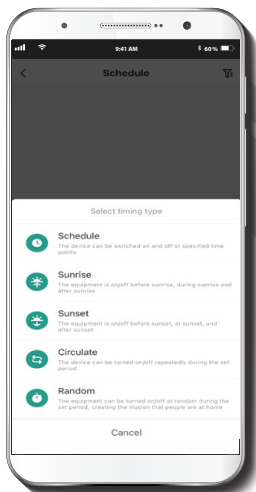 9:41 AM
60%
Schedule
Select timing type
Schedule
The device can be switched on and off at specified time
points
Sunrise
The equipment is on/off before sunrise, during sunrise and
after sunrise
Sunset
The equipment is on/off before sunset, at sunset, and
after sunset
Circulate
The device can be turned on/off repeatedly during the set
period
Random
The equipment can be turned on/off at random during the
set period, creating the illusion that people are at home
Cancel